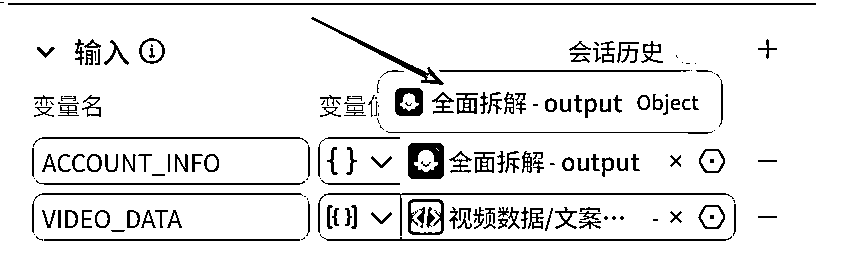 输入 会话历史
全面拆解 - output Object
变量名 变量值
ACCOUNT_INFO { } 全面拆解 - output
VIDEO_DATA [{ }] 视频数据/文案… -